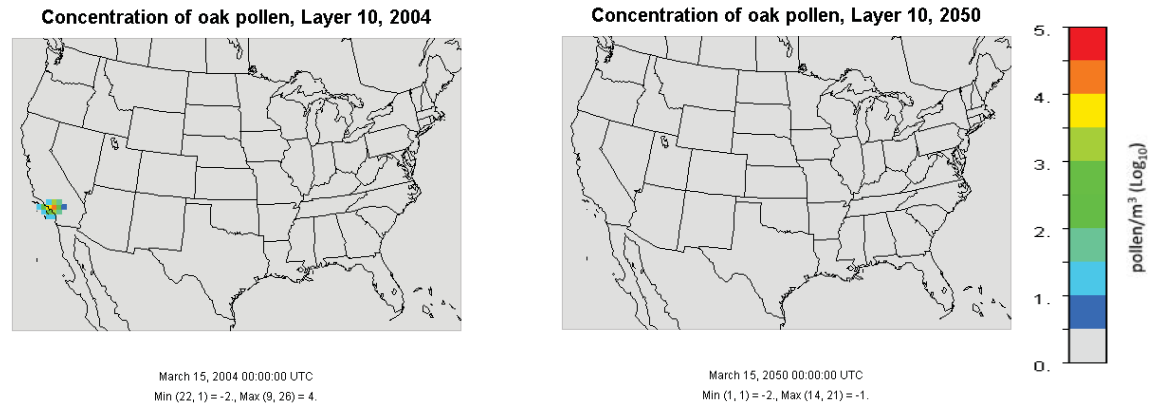 Concentration of oak pollen, Layer 10, 2004
March 15, 2004 00:00:00 UTC
Min (22, 1) = -2., Max (9, 26) = 4.
Concentration of oak pollen, Layer 10, 2050
March 15, 2050 00:00:00 UTC
Min (1, 1) = -2., Max (14, 21) = -1.
5.
4.
3.
2.
1.
0.
pollen/m³ (Log₁₀)